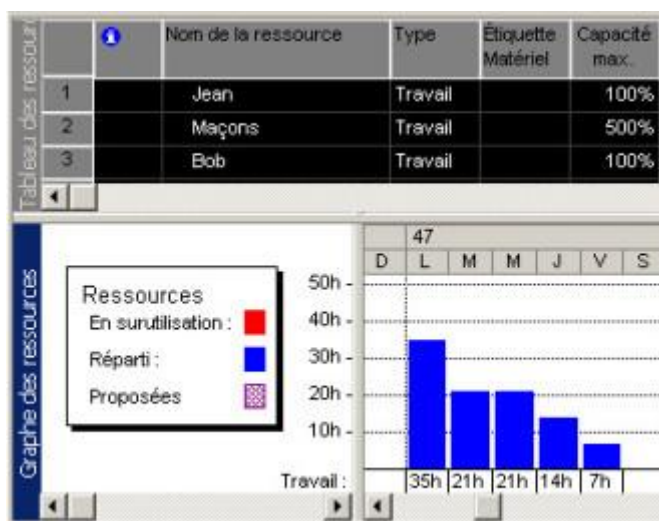 Tableau des ressourc
Nom de la ressource Type Étiquette Matériel Capacité max.
1 Jean Travail 100%
2 Maçons Travail 500%
3 Bob Travail 100%
Graphe des ressources
Ressources
En surutilisation :
Réparti :
Proposées
47
D L M M J V S
50h
40h
30h
20h
10h
Travail : 35h 21h 21h 14h 7h